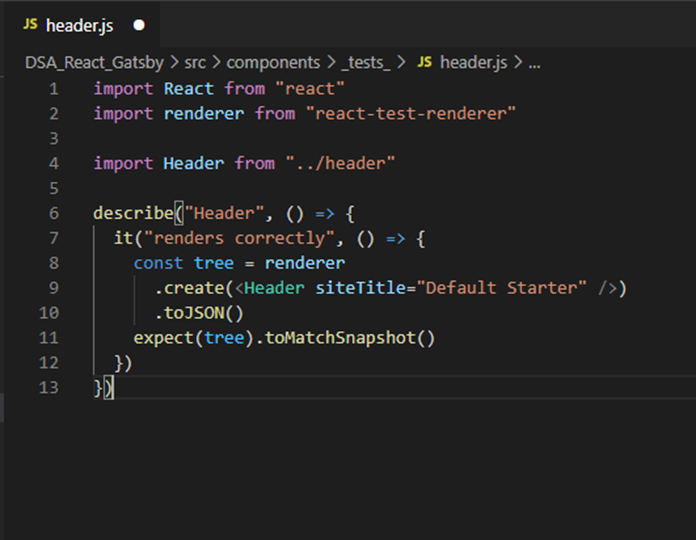 JS header.js
DSA_React_Gatsby > src > components > _tests_ > JS header.js > ...
1 import React from "react"
2 import renderer from "react-test-renderer"
3
4 import Header from "../header"
5
6 describe("Header", () => {
7   it("renders correctly", () => {
8     const tree = renderer
9       .create(<Header siteTitle="Default Starter" />)
10       .toJSON()
11     expect(tree).toMatchSnapshot()
12   })
13 })